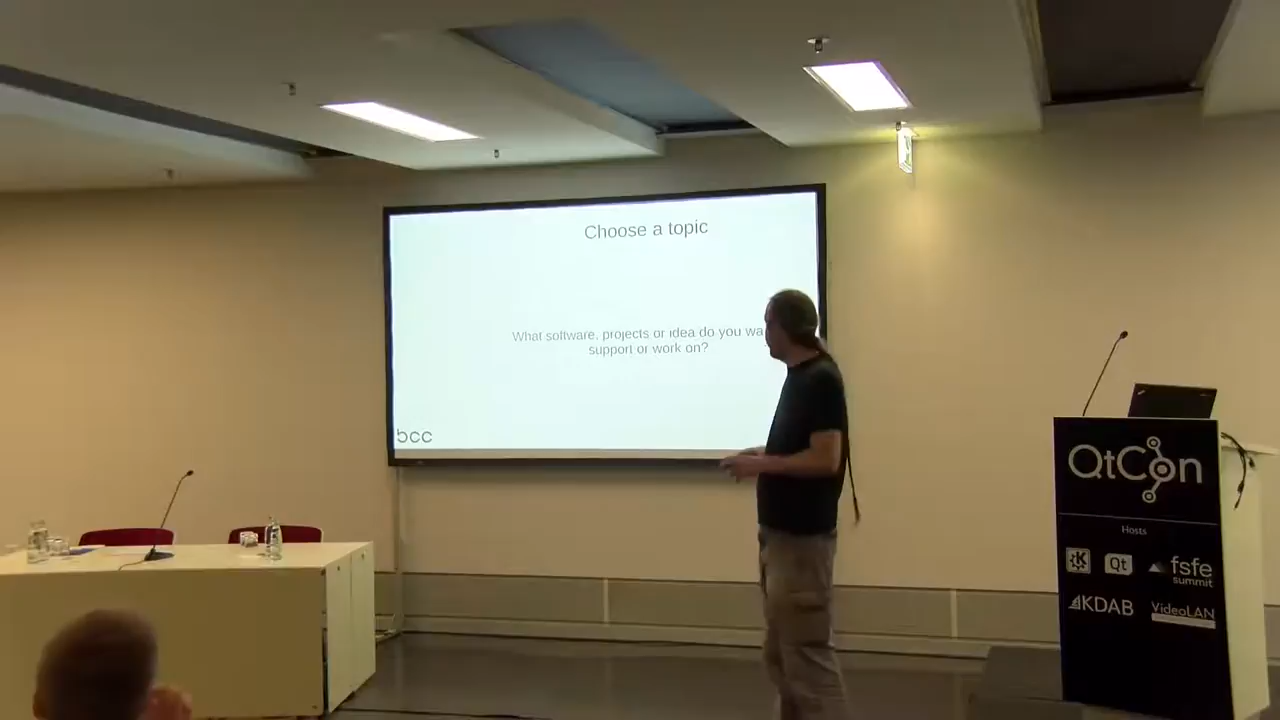 Choose a topic
What software, projects or idea do you wa
support or work on?
bcc
QtCon
Hosts
Qt
fsfe
summit
KDAB
VideoLAN